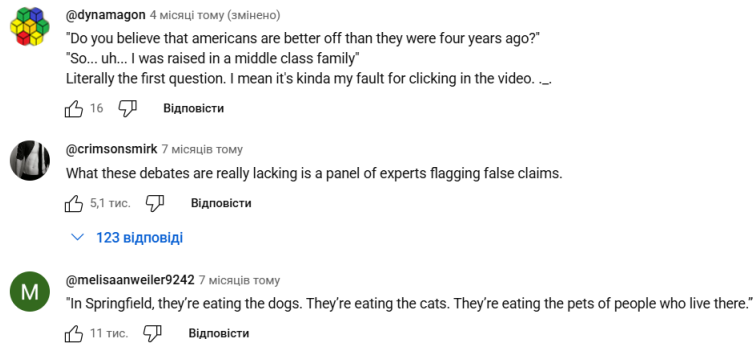 @dynamagon 4 місяці тому (змінено)
"Do you believe that americans are better off than they were four years ago?"
"So... uh... I was raised in a middle class family"
Literally the first question. I mean it's kinda my fault for clicking in the video. ._.
16 Відповісти
@crimsonsmirk 7 місяців тому
What these debates are really lacking is a panel of experts flagging false claims.
5,1 тис. Відповісти
123 відповіді
M
@melisaanweiler9242 7 місяців тому
"In Springfield, they’re eating the dogs. They’re eating the cats. They’re eating the pets of people who live there.”
11 тис. Відповісти